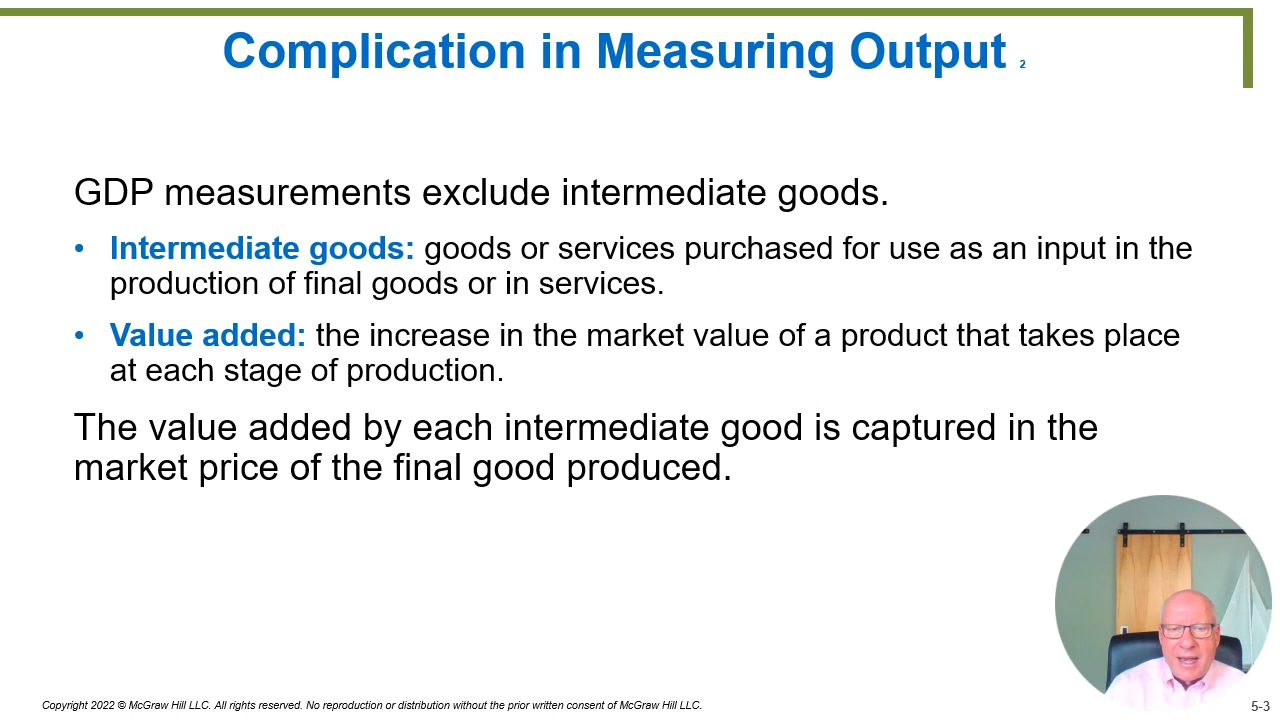 Complication in Measuring Output 2
GDP measurements exclude intermediate goods.
• Intermediate goods: goods or services purchased for use as an input in the
production of final goods or in services.
• Value added: the increase in the market value of a product that takes place
at each stage of production.
The value added by each intermediate good is captured in the
market price of the final good produced.
Copyright 2022 © McGraw Hill LLC. All rights reserved. No reproduction or distribution without the prior written consent of McGraw Hill LLC.
5-3